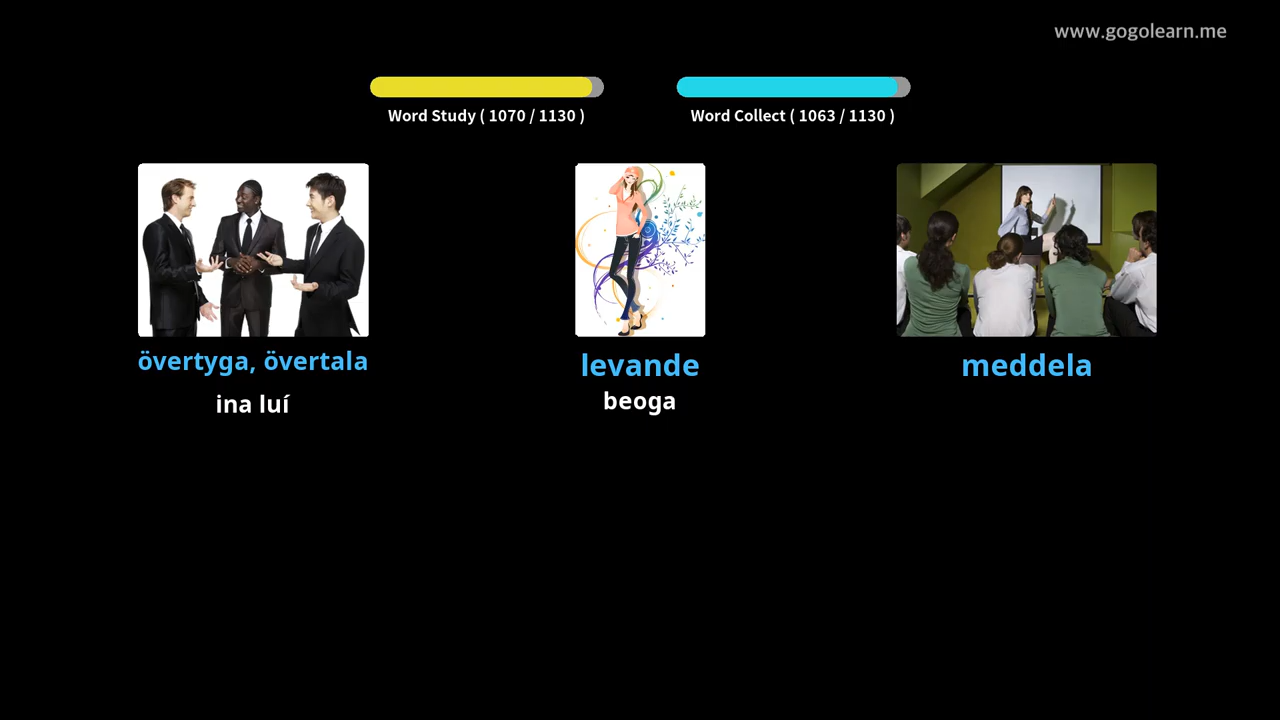 www.gogolearn.me
Word Study ( 1070 / 1130 )
Word Collect ( 1063 / 1130 )
övertyga, övertala
ina luí
levande
beoga
meddela